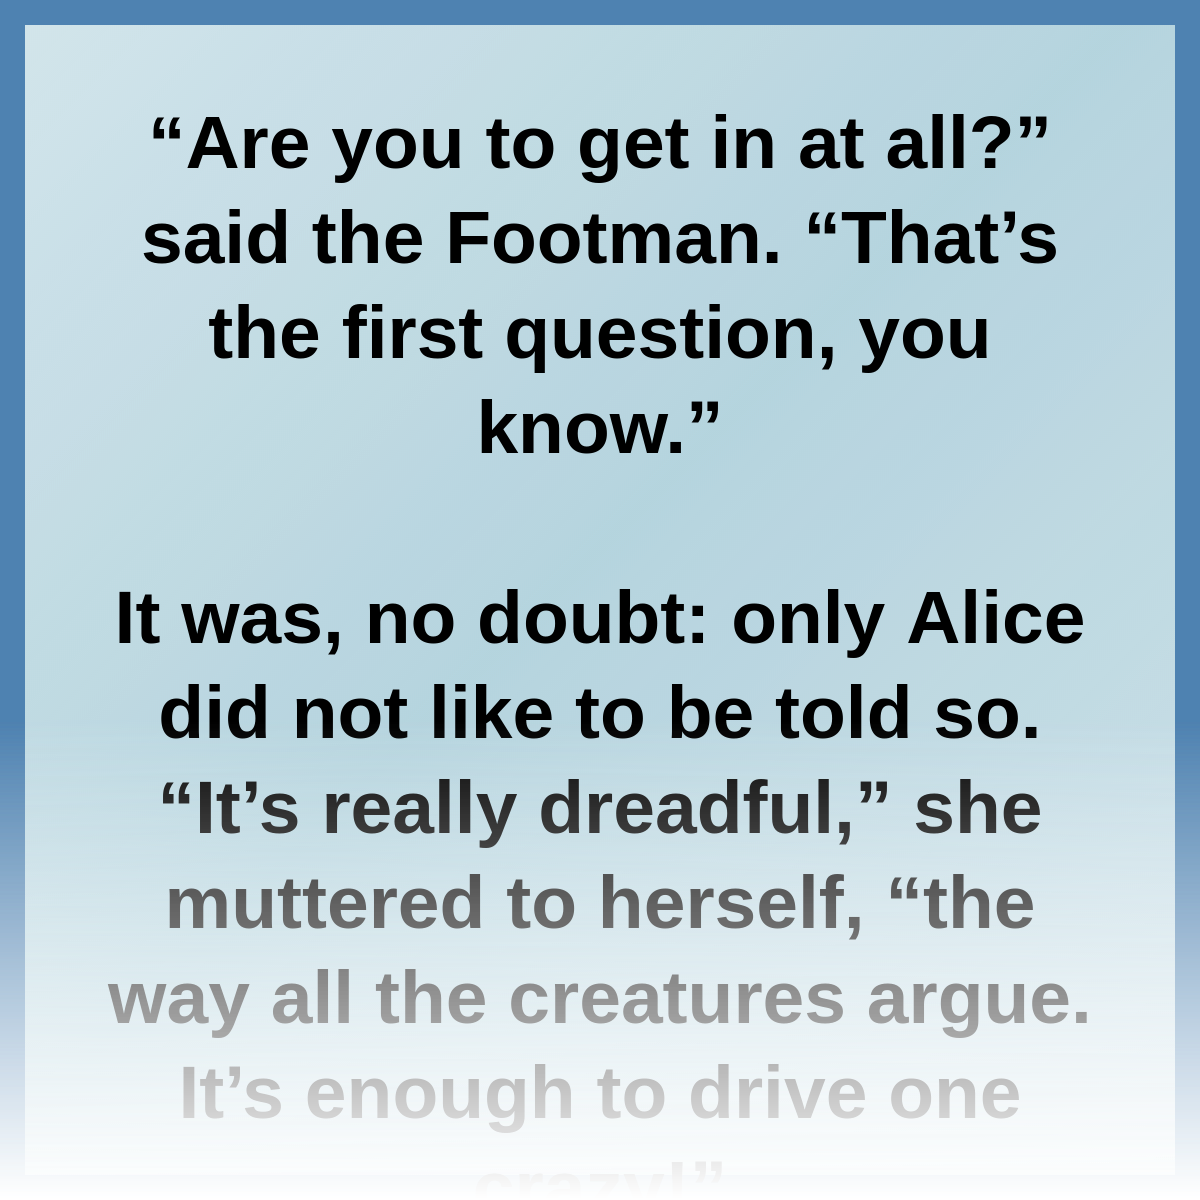 “Are you to get in at all?”
said the Footman. “That’s
the first question, you
know.”
It was, no doubt: only Alice
did not like to be told so.
“It’s really dreadful,” she
muttered to herself, “the
way all the creatures argue.
It’s enough to drive one
crazy!”